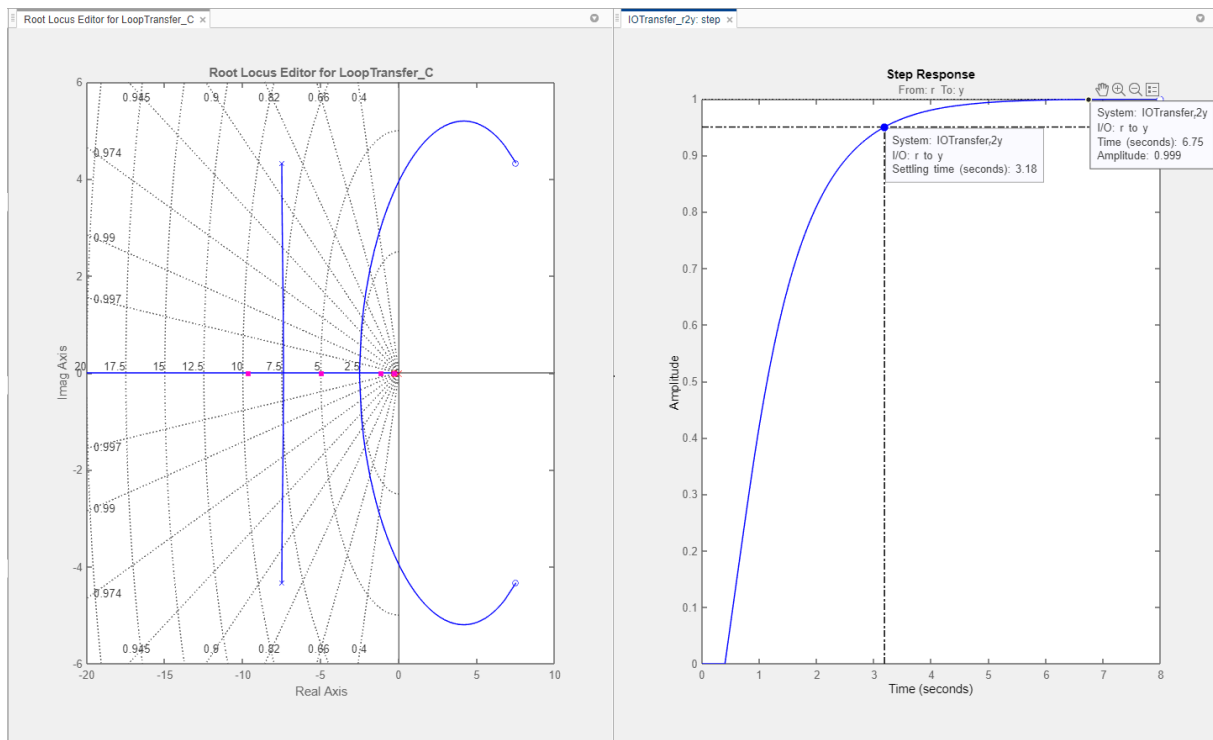 Root Locus Editor for LoopTransfer_C ×
Root Locus Editor for LoopTransfer_C
6
4
2
0
-2
-4
-6
Imag Axis
0.945 0.9 0.82 0.66 0.4
0.974
0.99
0.997
20 17.5 15 12.5 10 7.5 5 2.5
0.997
0.99
0.974
0.945 0.9 0.82 0.66 0.4
-20 -15 -10 -5 0 5 10
Real Axis
IOTransfer_r2y: step ×
Step Response
From: r To: y
1
0.9
0.8
0.7
0.6
0.5
0.4
0.3
0.2
0.1
0
Amplitude
System: IOTransfer_r2y
I/O: r to y
Settling time (seconds): 3.18
System: IOTransfer_r2y
I/O: r to y
Time (seconds): 6.75
Amplitude: 0.999
0 1 2 3 4 5 6 7 8
Time (seconds)